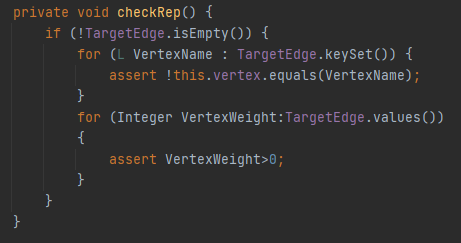 private void checkRep() {
    if (!TargetEdge.isEmpty()) {
        for (L VertexName : TargetEdge.keySet()) {
            assert !this.vertex.equals(VertexName);
        }
        for (Integer VertexWeight:TargetEdge.values())
        {
            assert VertexWeight>0;
        }
    }
}